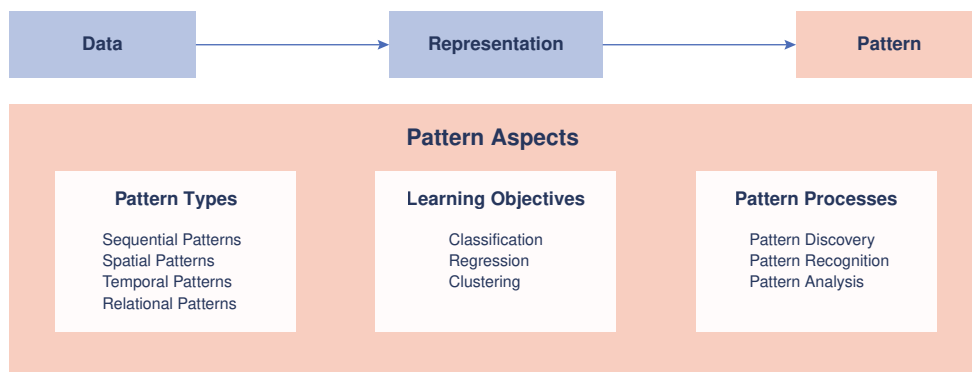 Data
Representation
Pattern
Pattern Aspects
Pattern Types
Sequential Patterns
Spatial Patterns
Temporal Patterns
Relational Patterns
Learning Objectives
Classification
Regression
Clustering
Pattern Processes
Pattern Discovery
Pattern Recognition
Pattern Analysis